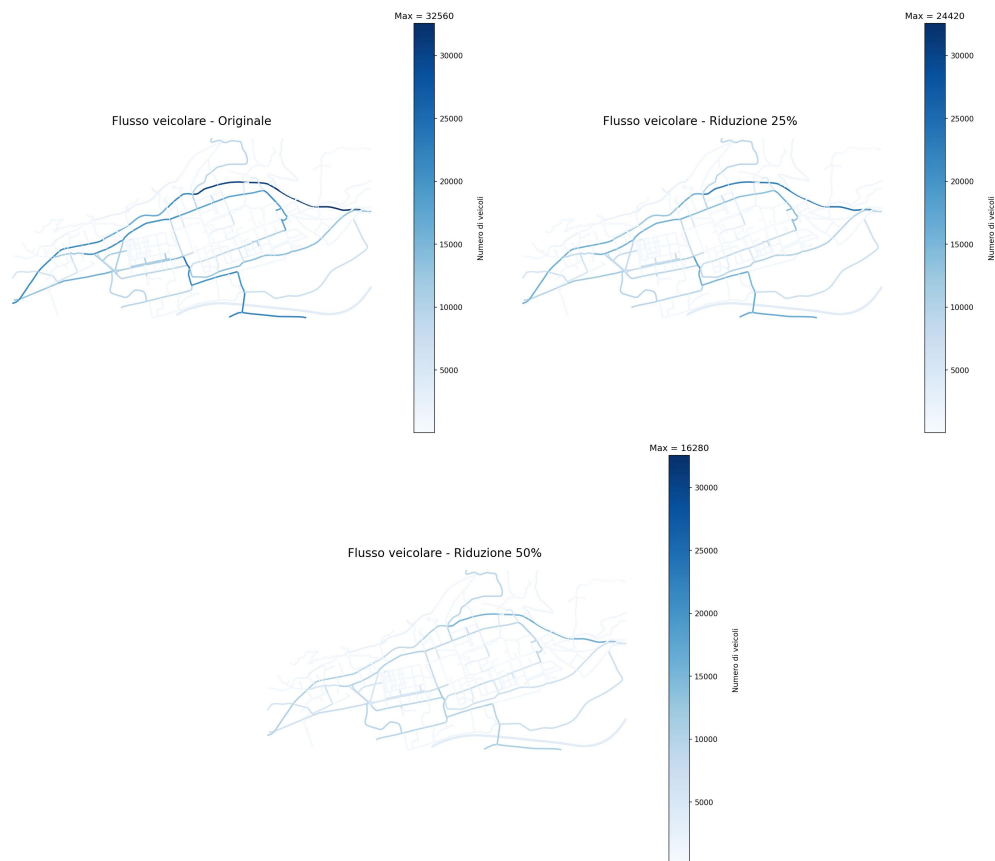 Max = 32560
30000
25000
20000
15000
10000
5000
Numero di veicoli
Flusso veicolare - Originale
Max = 24420
30000
25000
20000
15000
10000
5000
Numero di veicoli
Flusso veicolare - Riduzione 25%
Max = 16280
30000
25000
20000
15000
10000
5000
Numero di veicoli
Flusso veicolare - Riduzione 50%